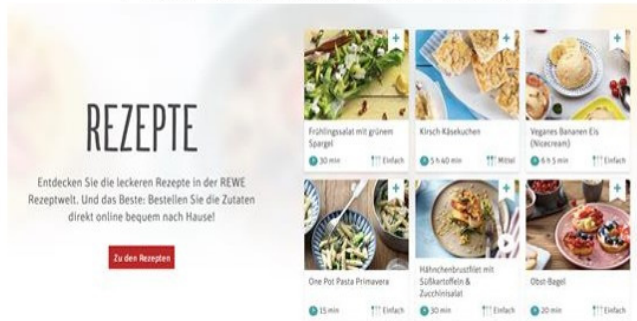 REZEPTE
Entdecken Sie die leckeren Rezepte in der REWE
Rezeptwelt. Und das Beste: Bestellen Sie die Zutaten
direkt online bequem nach Hause!
Zu den Rezepten
Frühlingssalat mit grünem
Spargel
30 min Einfach
Kirsch Käsekuchen
5 h 40 min Mittel
Veganes Bananen Eis
(Nicecream)
6 h 5 min Einfach
One Pot Pasta Primavera
15 min Einfach
Hähnchenbrustfilet mit
Süßkartoffeln &
Zucchinisalat
30 min Einfach
Obst-Bagel
20 min Einfach